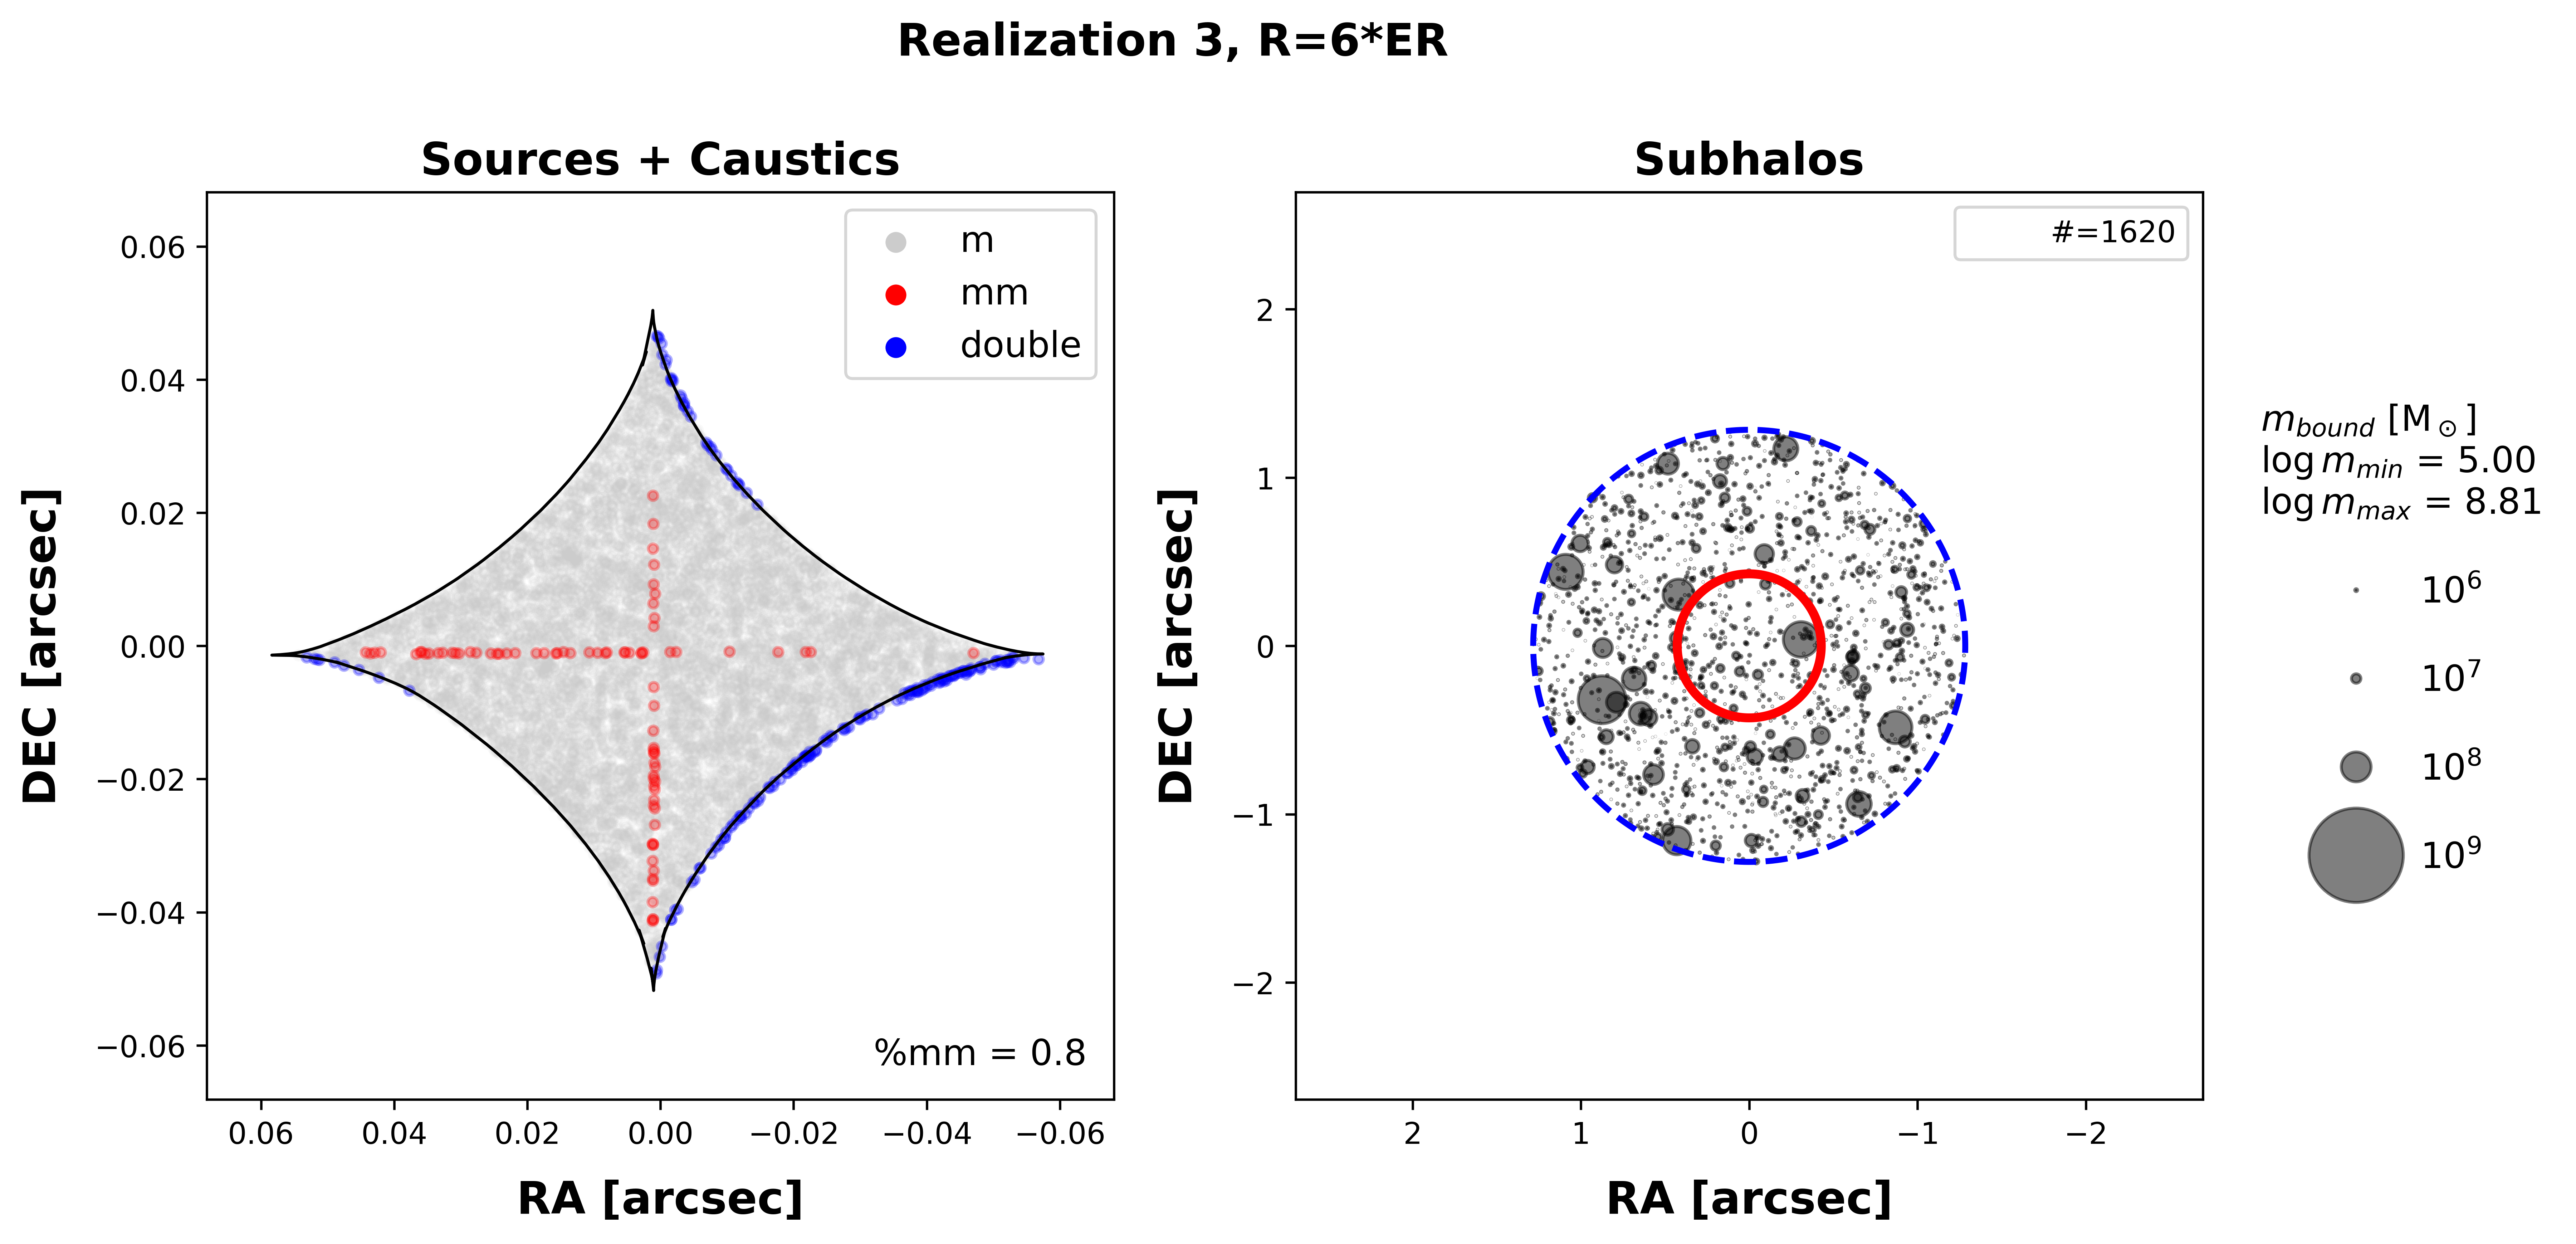 Realization 3, R=6*ER
Sources + Caustics
m
mm
double
0.06
0.04
0.02
0.00
−0.02
−0.04
−0.06
DEC [arcsec]
%mm = 0.8
0.06
0.04
0.02
0.00
−0.02
−0.04
−0.06
RA [arcsec]
Subhalos
#=1620
2
1
0
−1
−2
DEC [arcsec]
2
1
0
−1
−2
RA [arcsec]
m_bound [M_⊙]
log m_min = 5.00
log m_max = 8.81
10^6
10^7
10^8
10^9